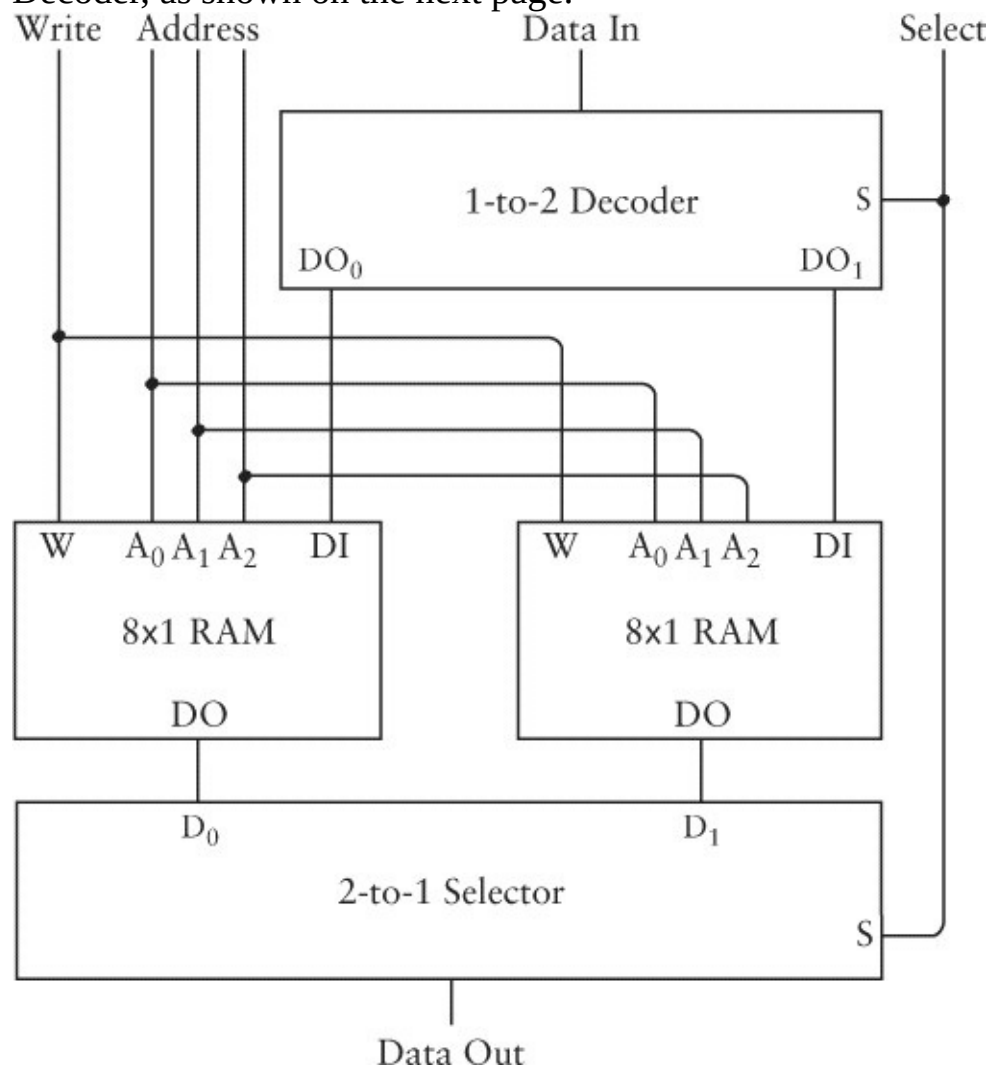 Decoder, as shown on the next page.
Write Address Data In Select
1-to-2 Decoder S
DO₀ DO₁
W A₀ A₁ A₂ DI W A₀ A₁ A₂ DI
8x1 RAM 8x1 RAM
DO DO
D₀ D₁
2-to-1 Selector
S
Data Out